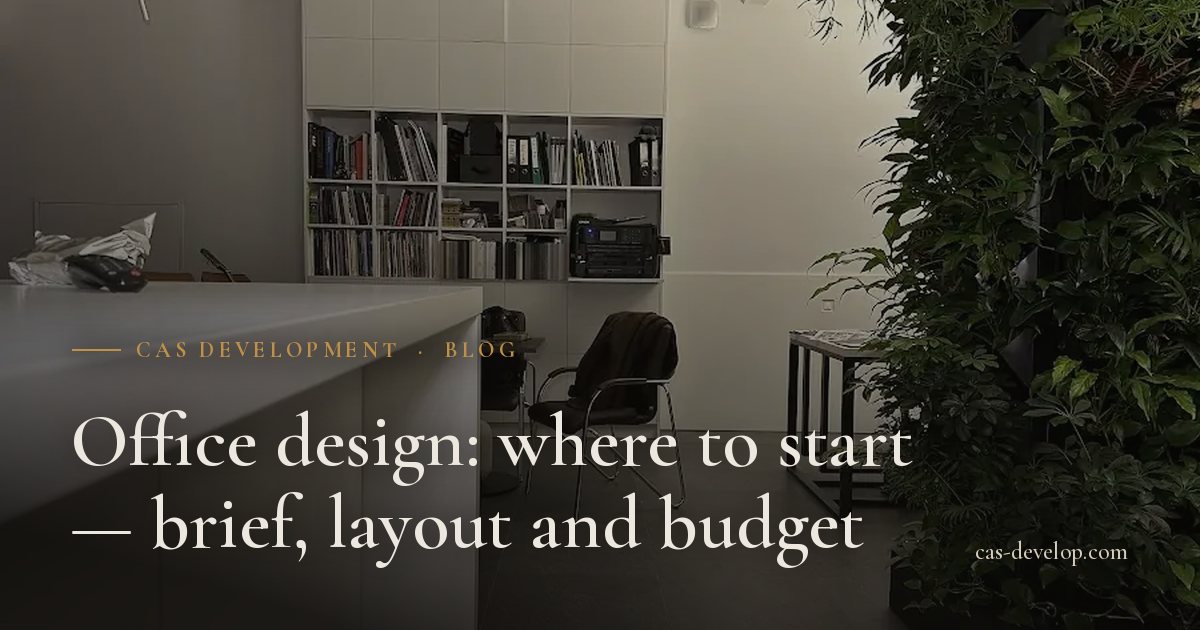 CAS DEVELOPMENT · BLOG
Office design: where to start
— brief, layout and budget
cas-develop.com